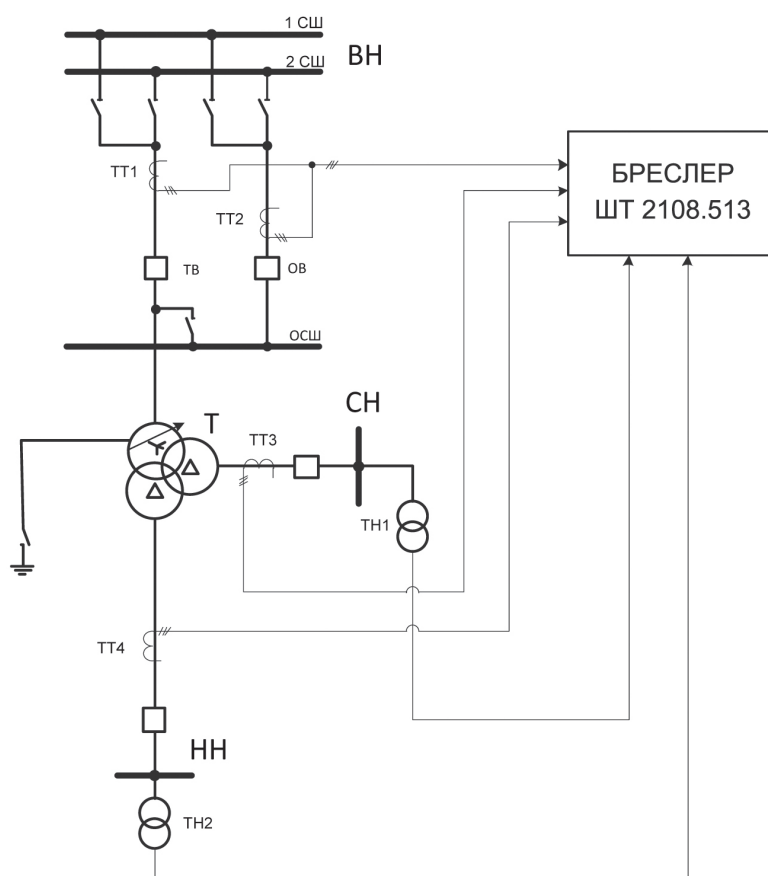 1 СШ
2 СШ
ВН
ТТ1
ТТ2
БРЕСЛЕР
ШТ 2108.513
ТВ
ОВ
ОСШ
Т
СН
ТТ3
ТН1
ТТ4
НН
ТН2